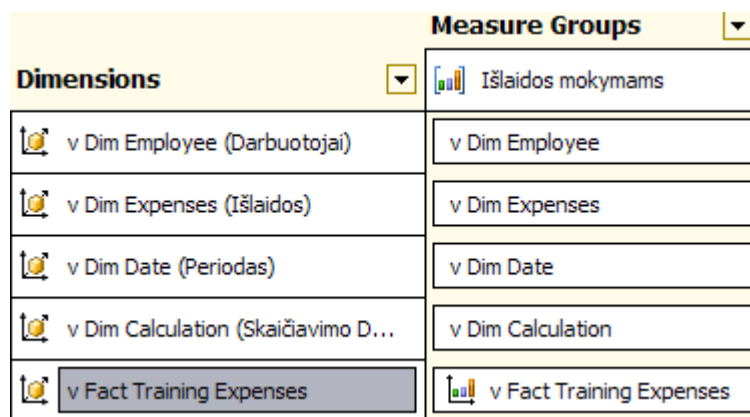 Measure Groups
Dimensions
Išlaidos mokymams
v Dim Employee (Darbuotojai)
v Dim Employee
v Dim Expenses (Išlaidos)
v Dim Expenses
v Dim Date (Periodas)
v Dim Date
v Dim Calculation (Skaičiavimo D...
v Dim Calculation
v Fact Training Expenses
v Fact Training Expenses